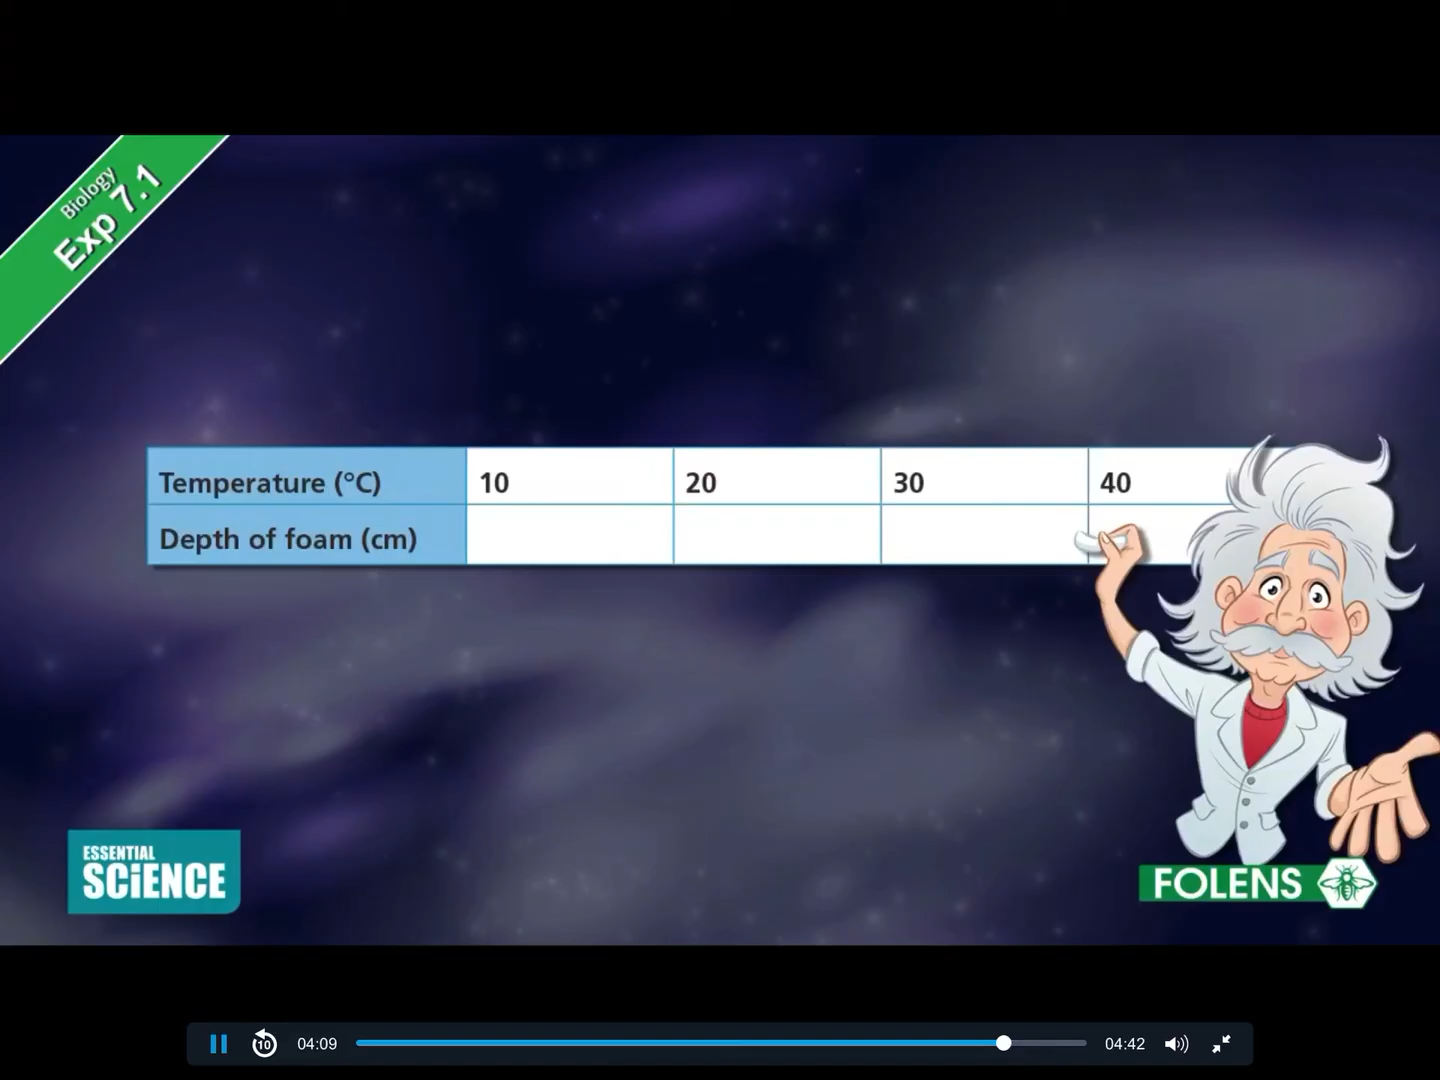 Biology
Exp 7.1
Temperature (°C) 10 20 30 40
Depth of foam (cm)
ESSENTIAL
SCiENCE
FOLENS
10 04:09 04:42